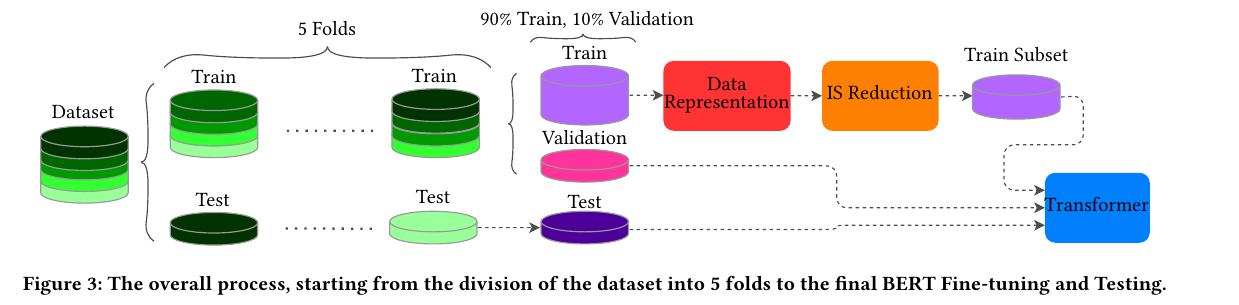 90% Train, 10% Validation
5 Folds
Train
Train
Train
Train Subset
Data
Representation
IS Reduction
Dataset
Validation
Test
Test
Test
Transformer
Figure 3: The overall process, starting from the division of the dataset into 5 folds to the final BERT Fine-tuning and Testing.